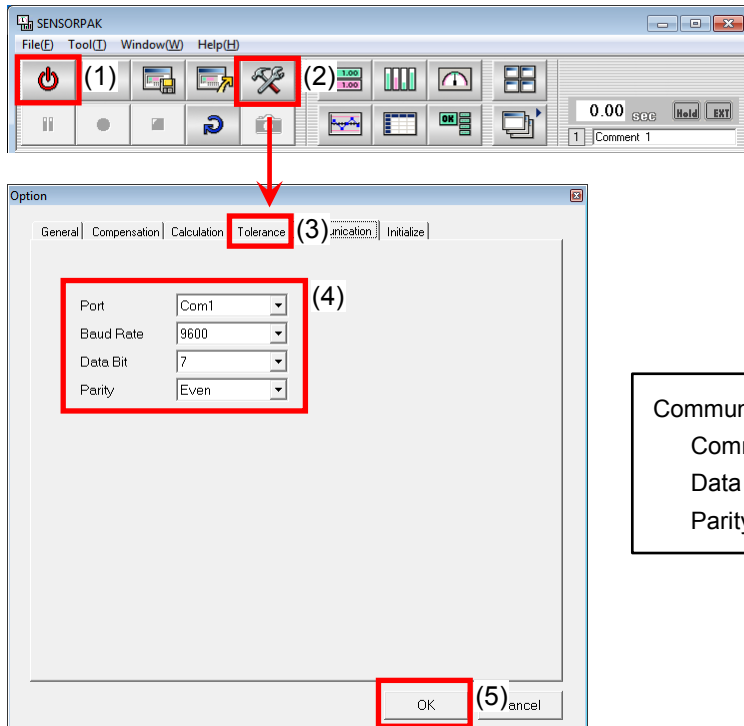 SENSORPAK
File(F) Tool(T) Window(W) Help(H)
(1) (2) 1.00
1.00
OK
0.00 sec Hold EXT
1 Comment 1
Option
General Compensation Calculation Tolerance (3) unication Initialize
(4)
Port Com1
Baud Rate 9600
Data Bit 7
Parity Even
Commun
Com
Data
Parity
OK (5) ancel